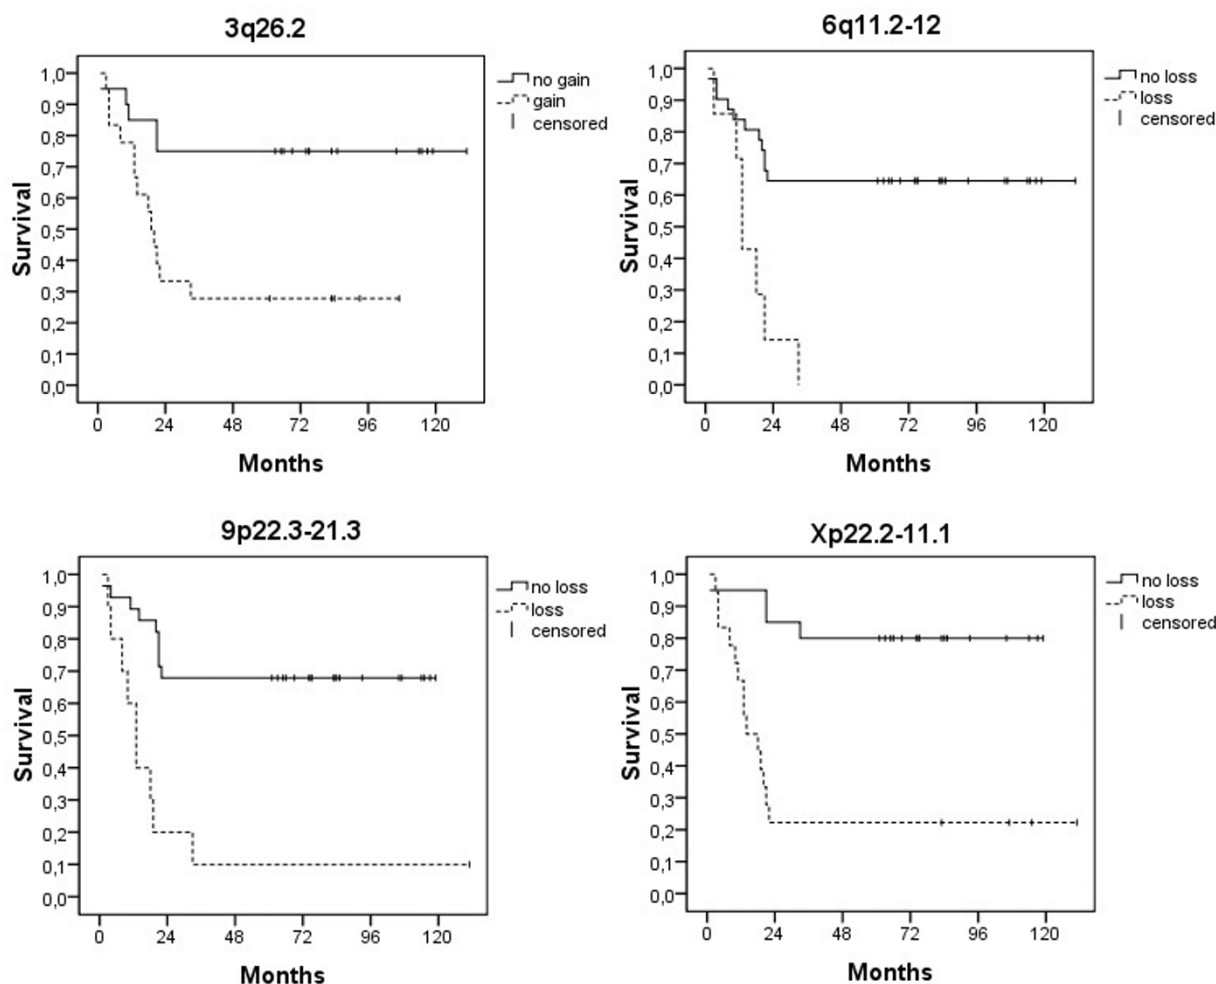 3q26.2
1,0
0,9
0,8
0,7
0,6
0,5
0,4
0,3
0,2
0,1
0,0
Survival
0 24 48 72 96 120
Months
no gain
gain
censored
6q11.2-12
1,0
0,9
0,8
0,7
0,6
0,5
0,4
0,3
0,2
0,1
0,0
Survival
0 24 48 72 96 120
Months
no loss
loss
censored
9p22.3-21.3
1,0
0,9
0,8
0,7
0,6
0,5
0,4
0,3
0,2
0,1
0,0
Survival
0 24 48 72 96 120
Months
no loss
loss
censored
Xp22.2-11.1
1,0
0,9
0,8
0,7
0,6
0,5
0,4
0,3
0,2
0,1
0,0
Survival
0 24 48 72 96 120
Months
no loss
loss
censored